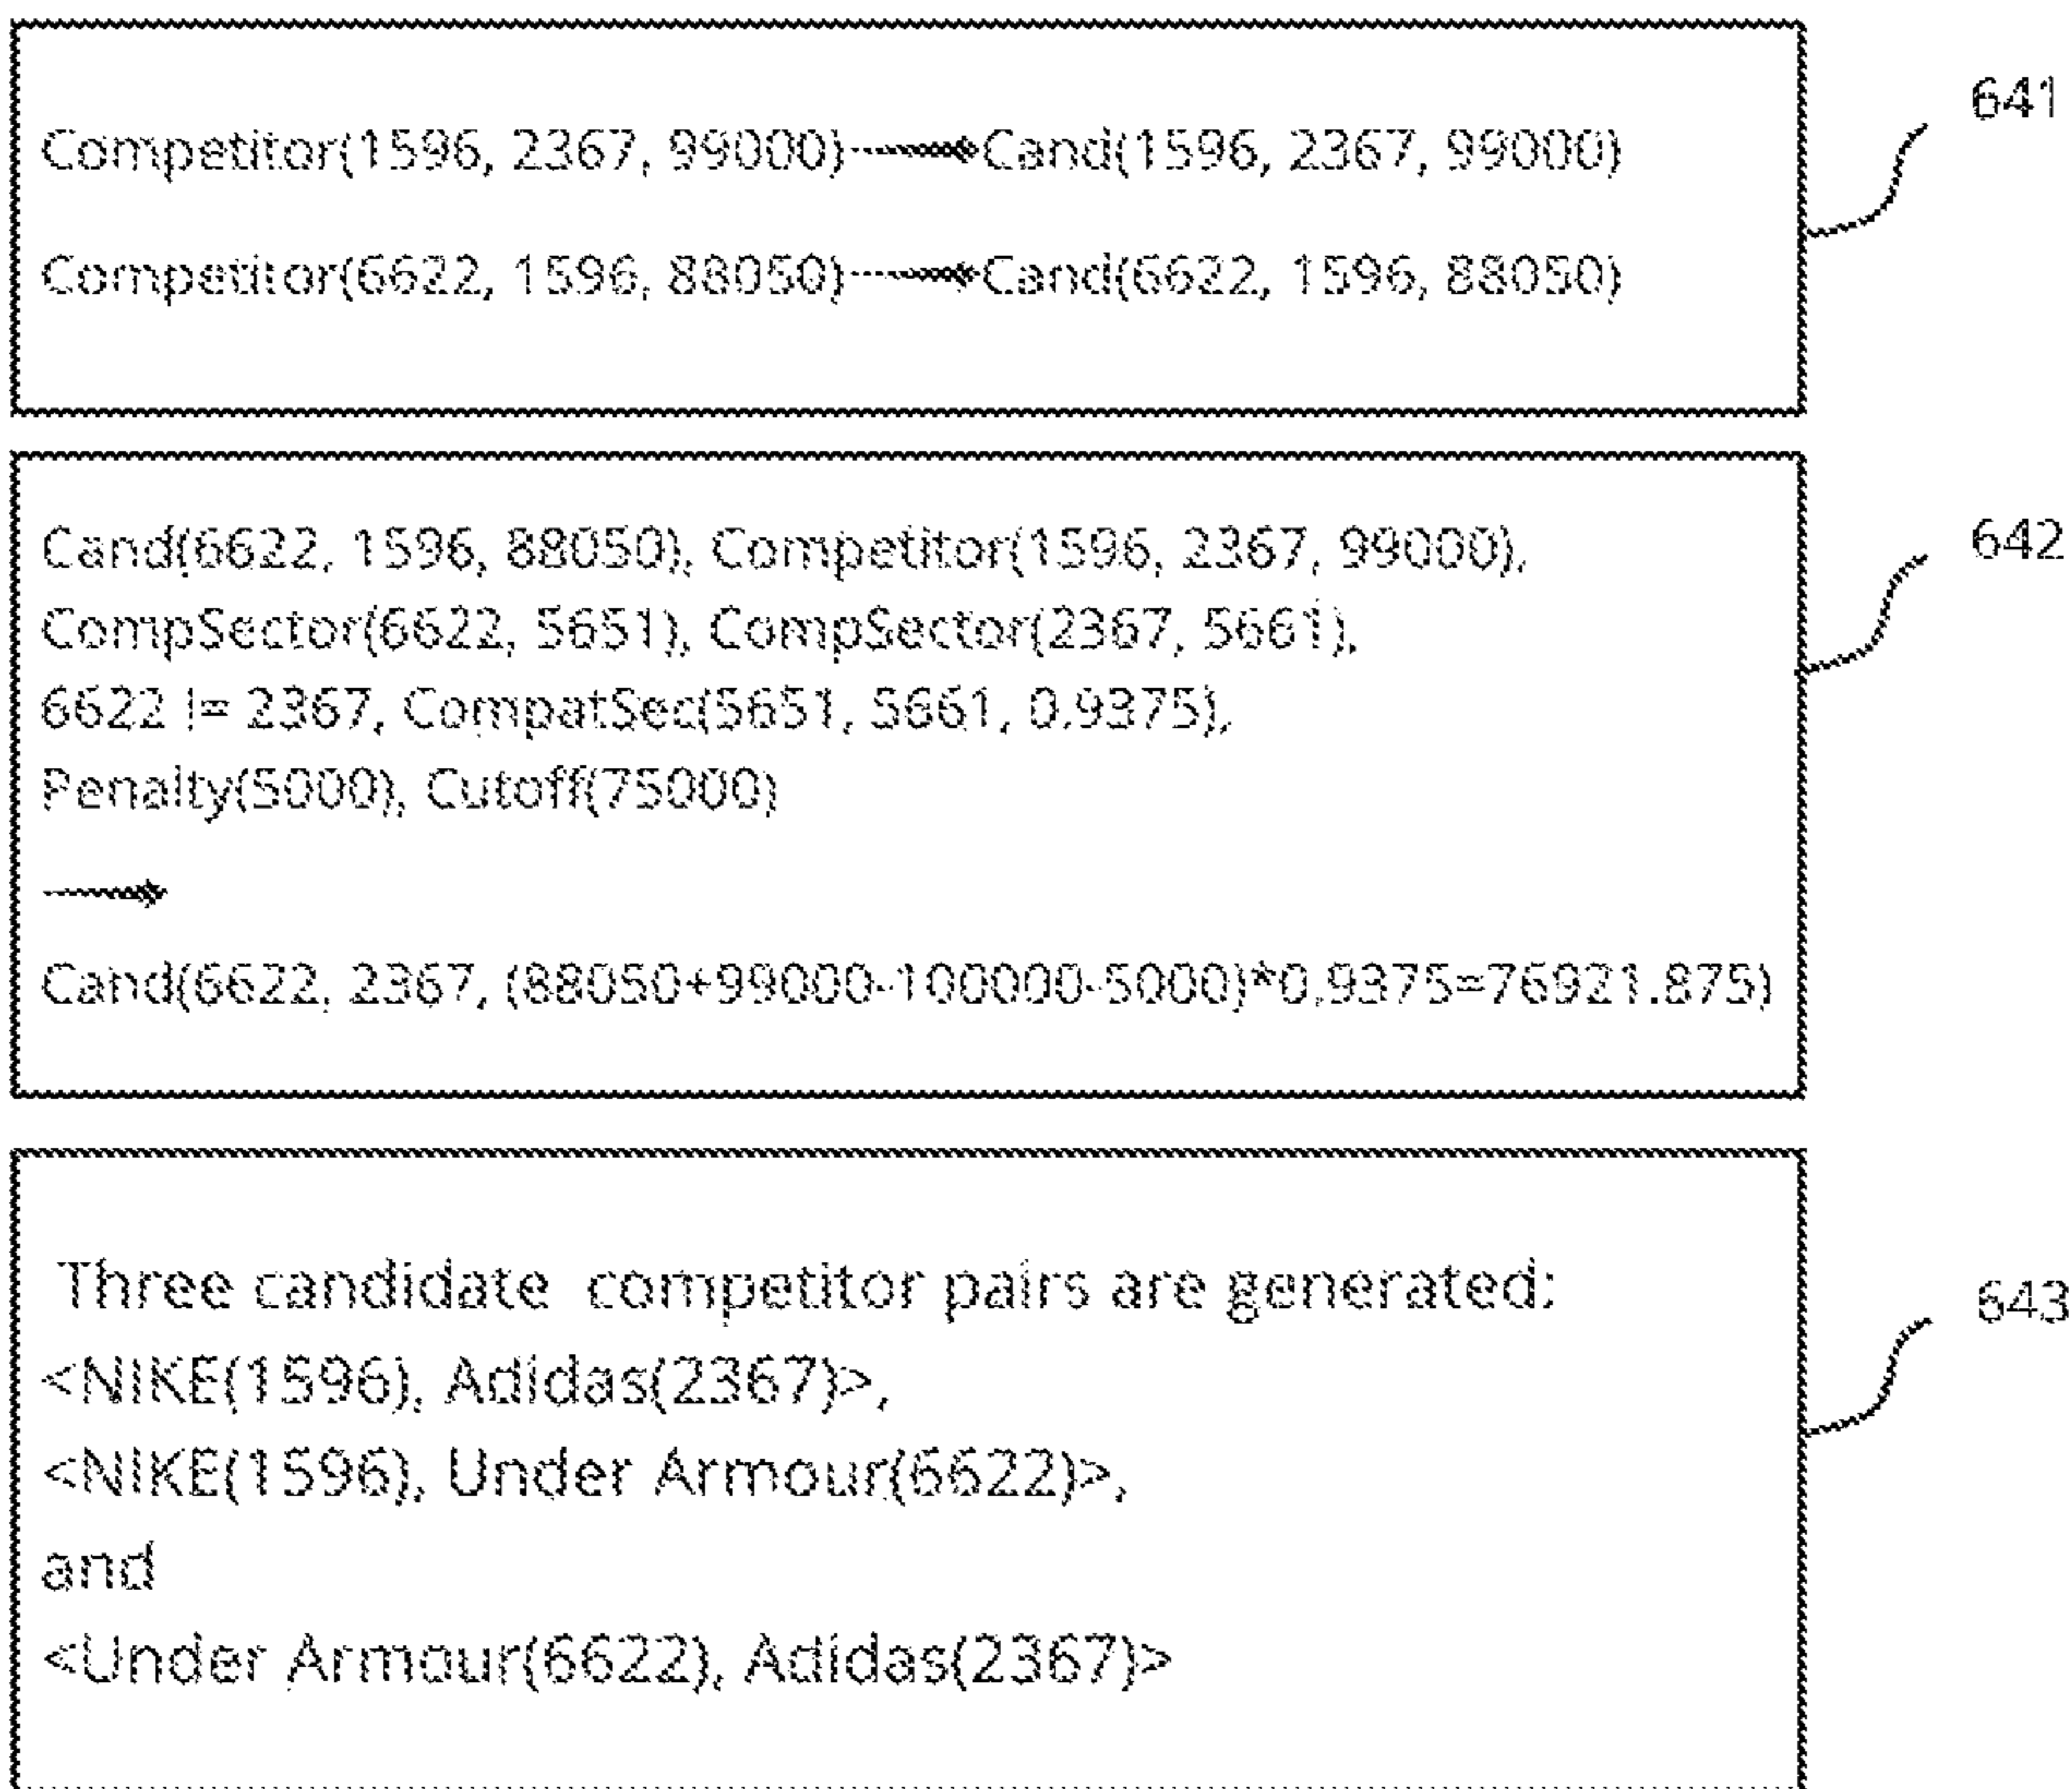 Competitor(1596, 2367, 99000)→Cand(1596, 2367, 99000)
641
Competitor(6622, 1596, 88050)→Cand(6622, 1596, 88050)
Cand(6622, 1596, 88050), Competitor(1596, 2367, 99000),
642
CompSector(6622, 5651), CompSector(2367, 5661),
6622 != 2367, CompatSec(5651, 5661, 0.9375),
Penalty(5000), Cutoff(75000)
→
Cand(6622, 2367, (88050+99000-100000-5000)*0.9375=76921.875)
Three candidate competitor pairs are generated:
643
<NIKE(1596), Adidas(2367)>,
<NIKE(1596), Under Armour(6622)>,
and
<Under Armour(6622), Adidas(2367)>